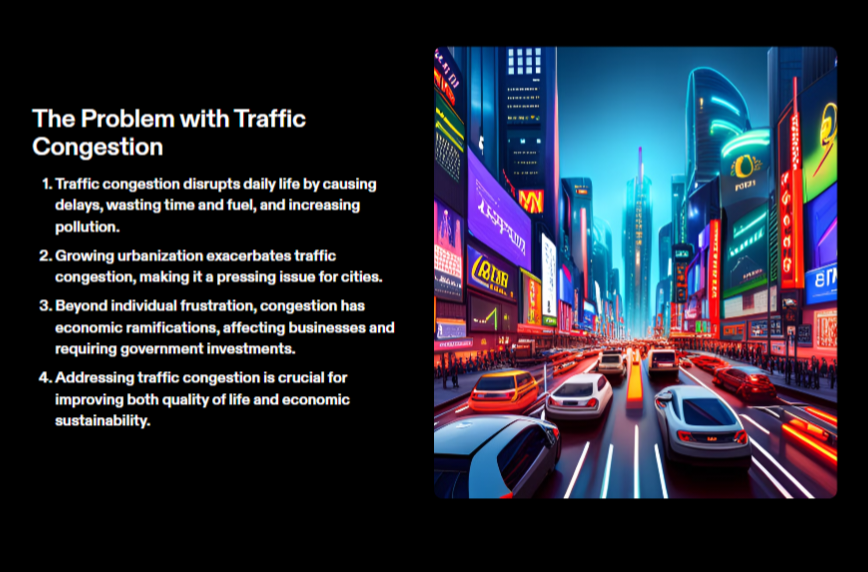 The Problem with Traffic
Congestion
1. Traffic congestion disrupts daily life by causing
delays, wasting time and fuel, and increasing
pollution.
2. Growing urbanization exacerbates traffic
congestion, making it a pressing issue for cities.
3. Beyond individual frustration, congestion has
economic ramifications, affecting businesses and
requiring government investments.
4. Addressing traffic congestion is crucial for
improving both quality of life and economic
sustainability.